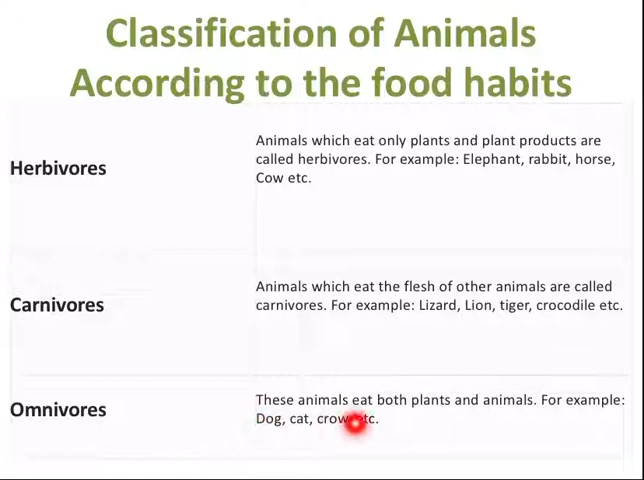 Classification of Animals
According to the food habits
Herbivores
Animals which eat only plants and plant products are
called herbivores. For example: Elephant, rabbit, horse,
Cow etc.
Carnivores
Animals which eat the flesh of other animals are called
carnivores. For example: Lizard, Lion, tiger, crocodile etc.
Omnivores
These animals eat both plants and animals. For example:
Dog, cat, crow etc.